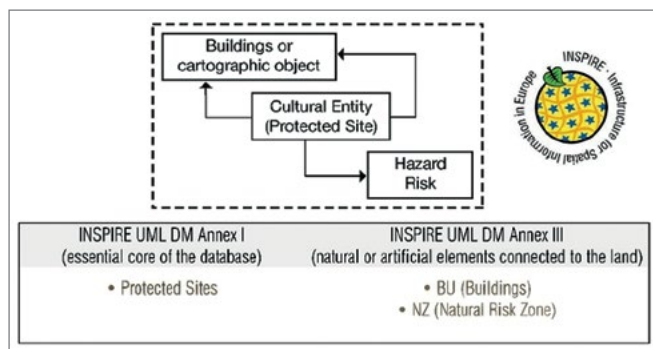 Buildings or
cartographic object
Cultural Entity
(Protected Site)
Hazard
Risk
INSPIRE · Infrastructure for Spatial Information in Europe
INSPIRE UML DM Annex I
(essential core of the database)
• Protected Sites
INSPIRE UML DM Annex III
(natural or artificial elements connected to the land)
• BU (Buildings)
• NZ (Natural Risk Zone)